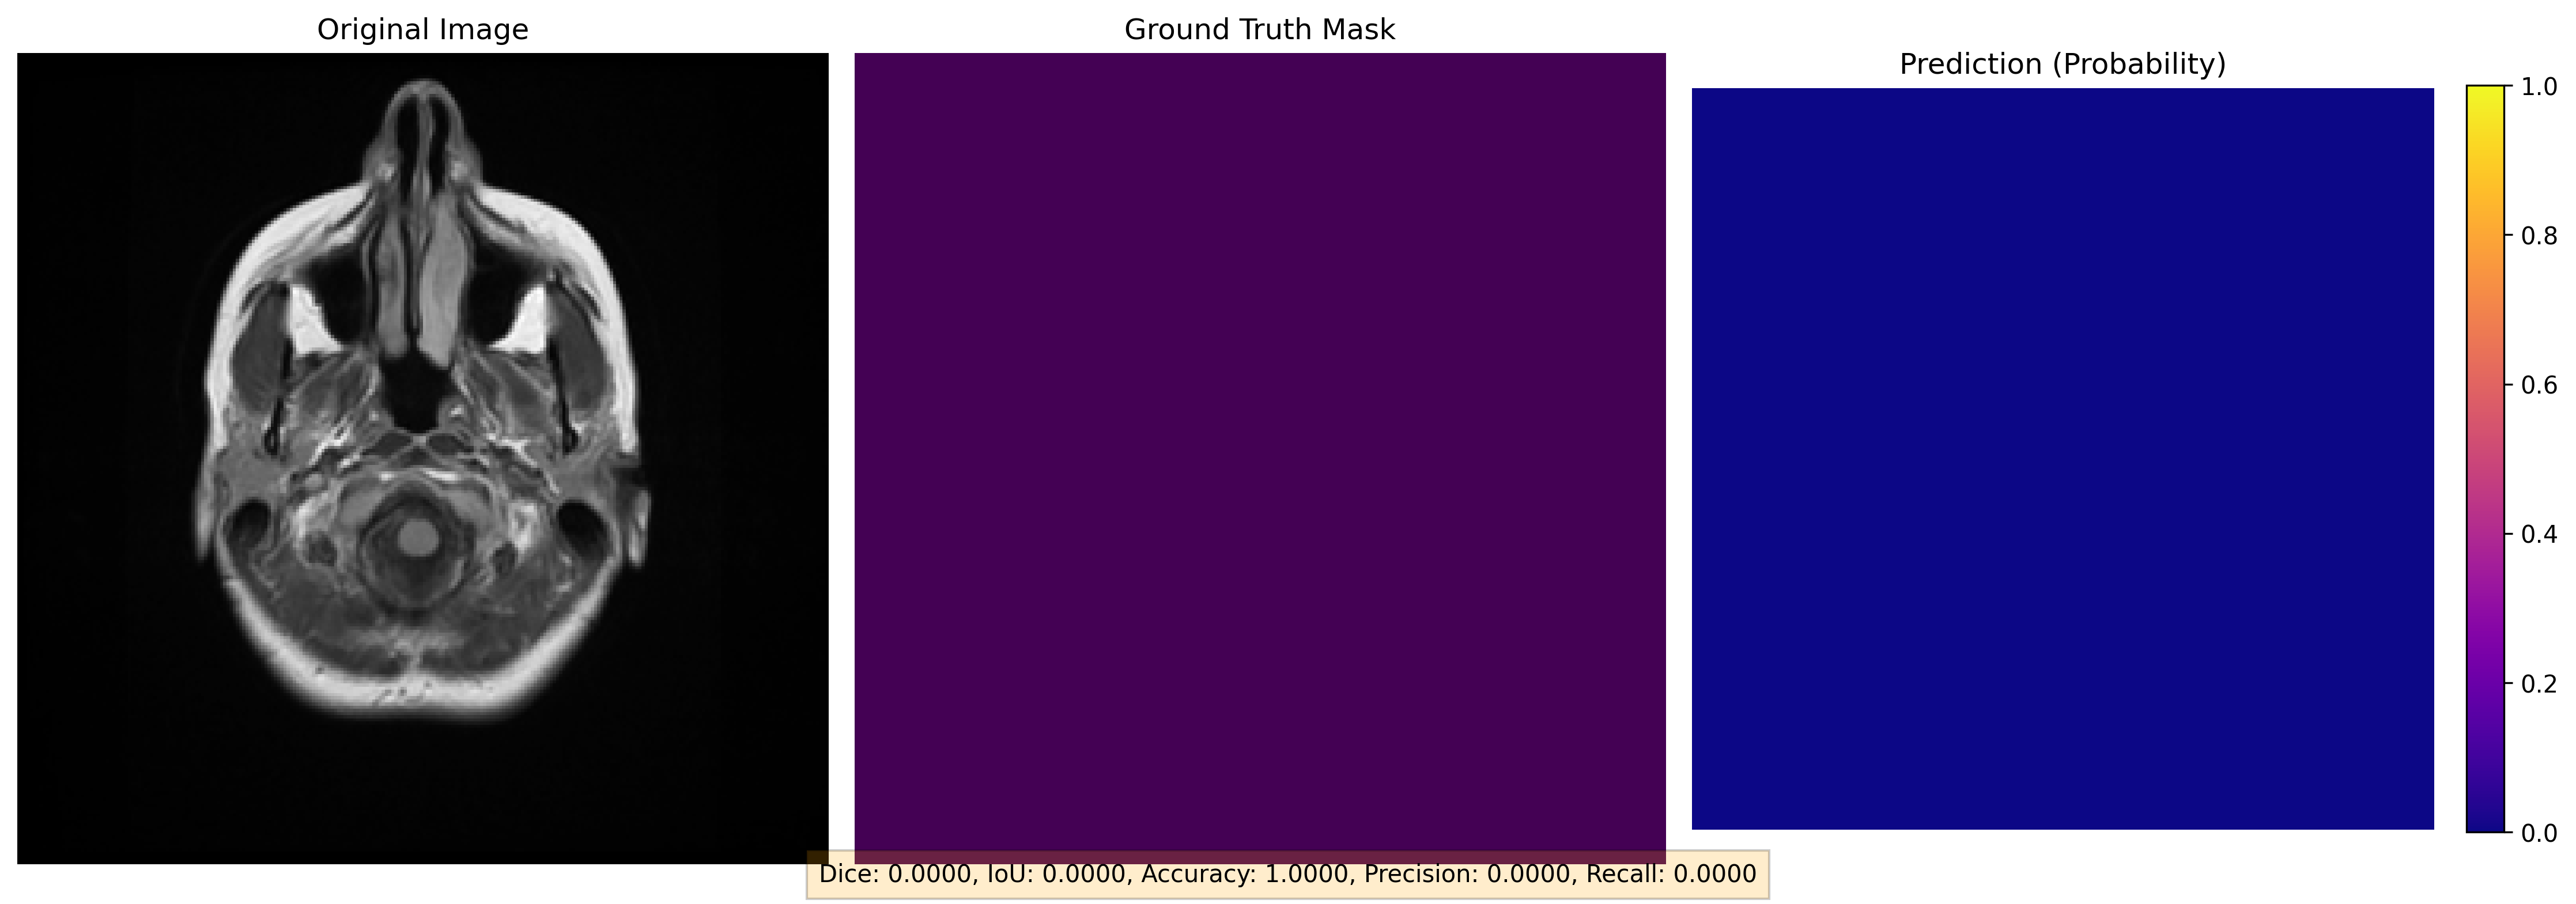 Original Image
Ground Truth Mask
Prediction (Probability)
1.0
0.8
0.6
0.4
0.2
0.0
Dice: 0.0000, IoU: 0.0000, Accuracy: 1.0000, Precision: 0.0000, Recall: 0.0000